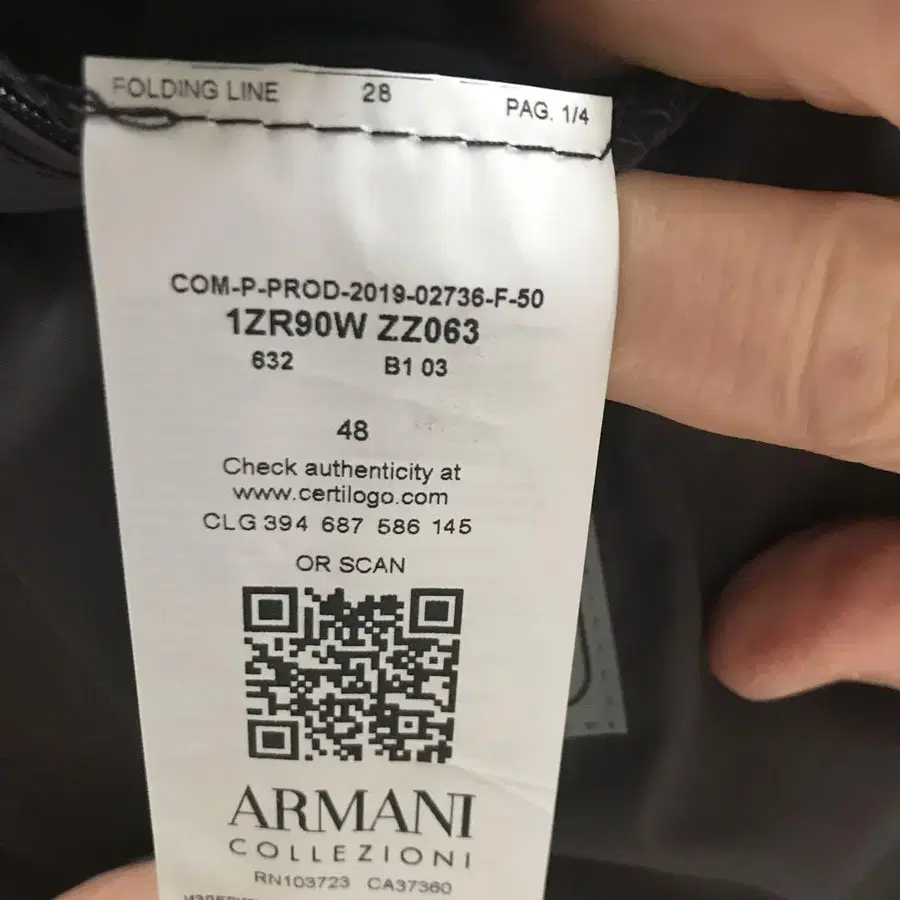 FOLDING LINE 28 PAG. 1/4
COM-P-PROD-2019-02736-F-50
1ZR90W ZZ063
632 B1 03
48
Check authenticity at
www.certilogo.com
CLG 394 687 586 145
OR SCAN
ARMANI
COLLEZIONI
RN103723 CA37360